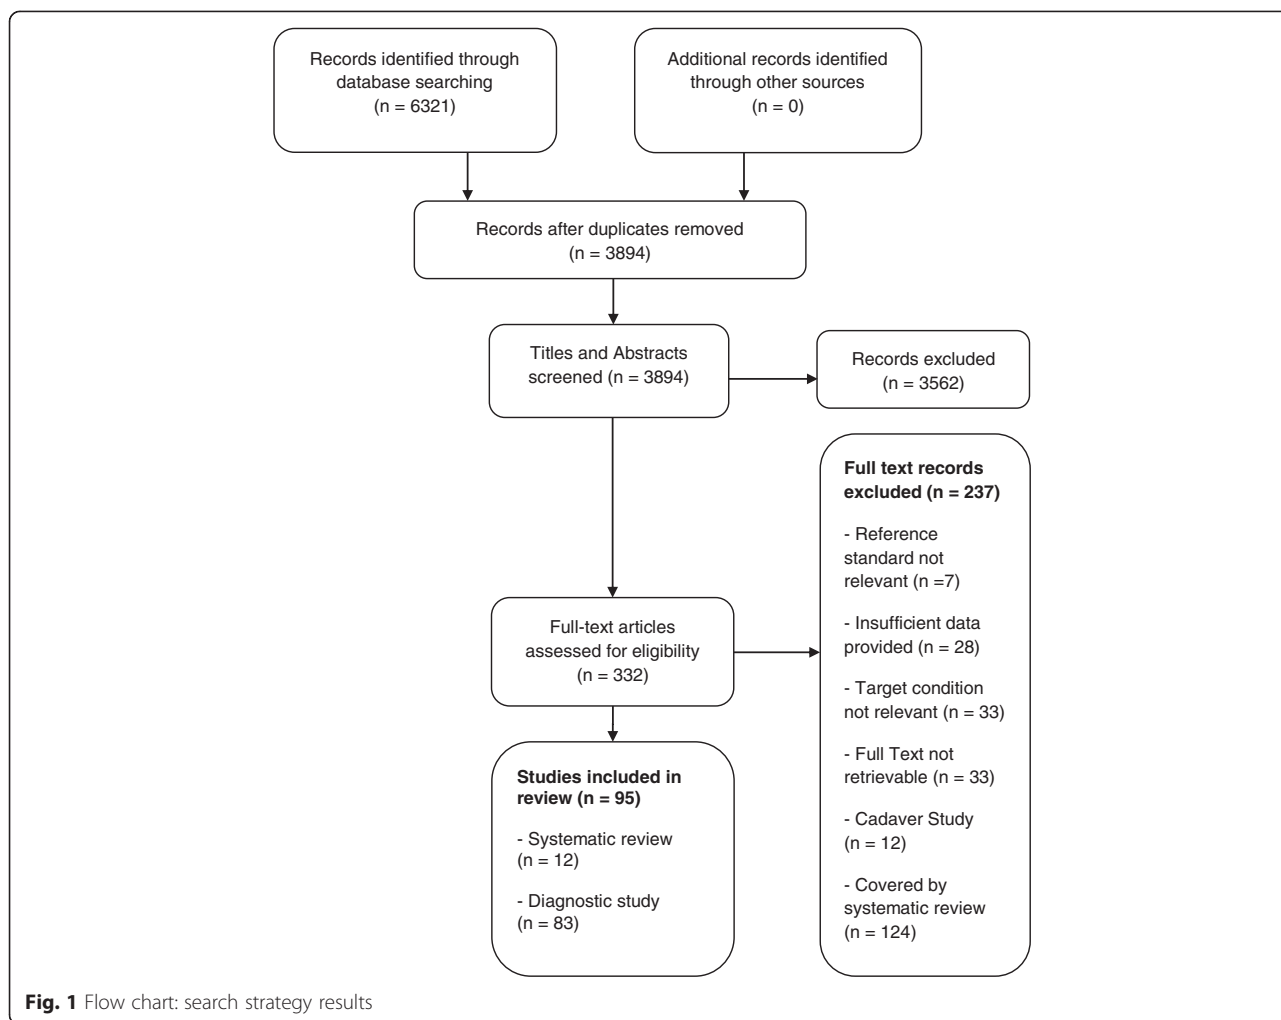 Records identified through
database searching
(n = 6321)
Additional records identified
through other sources
(n = 0)
Records after duplicates removed
(n = 3894)
Titles and Abstracts
screened (n = 3894)
Records excluded
(n = 3562)
Full text records
excluded (n = 237)
- Reference
standard not
relevant (n =7)
- Insufficient data
provided (n = 28)
- Target condition
not relevant (n = 33)
- Full Text not
retrievable (n = 33)
- Cadaver Study
(n = 12)
- Covered by
systematic review
(n = 124)
Full-text articles
assessed for eligibility
(n = 332)
Studies included in
review (n = 95)
- Systematic review
(n = 12)
- Diagnostic study
(n = 83)
Fig. 1 Flow chart: search strategy results